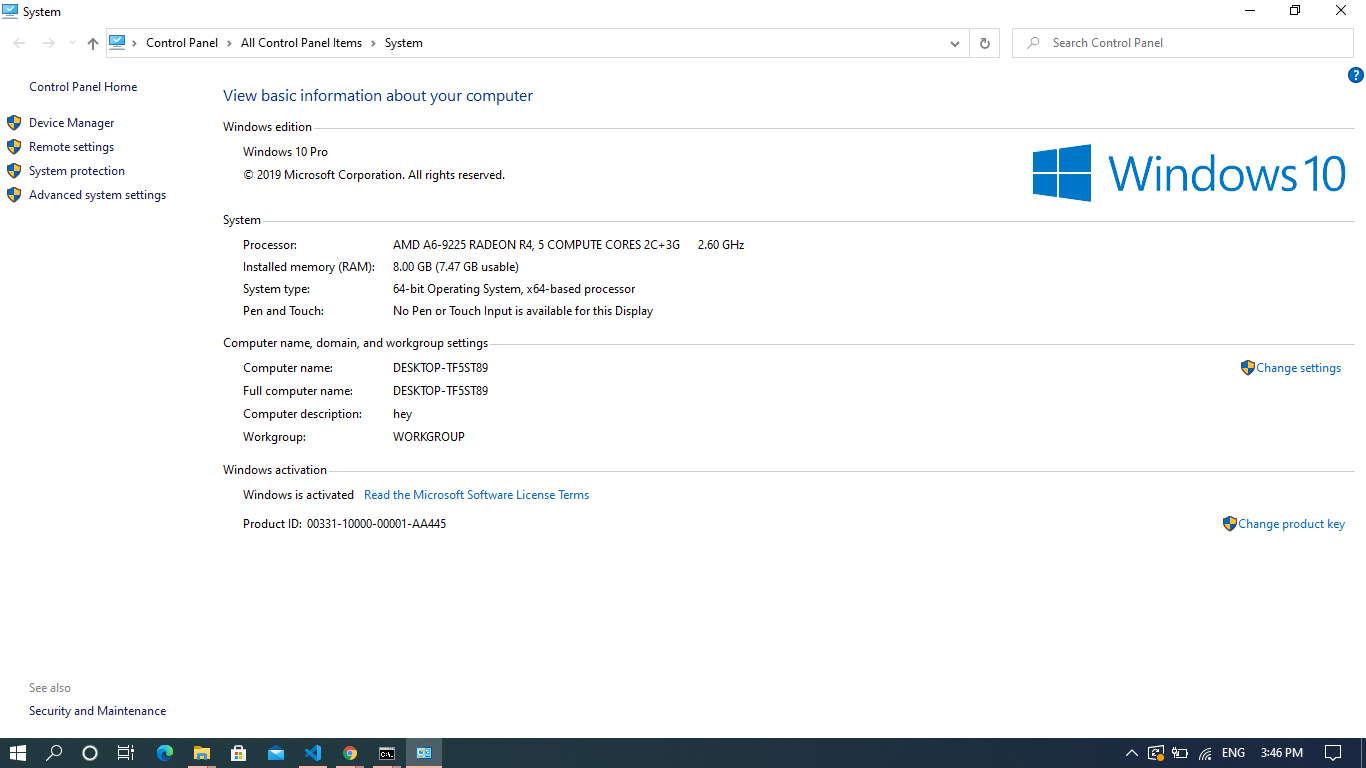 System
Control Panel > All Control Panel Items > System
Search Control Panel
?
Control Panel Home
Device Manager
Remote settings
System protection
Advanced system settings
View basic information about your computer
Windows edition
Windows 10 Pro
© 2019 Microsoft Corporation. All rights reserved.
Windows 10
System
Processor: AMD A6-9225 RADEON R4, 5 COMPUTE CORES 2C+3G 2.60 GHz
Installed memory (RAM): 8.00 GB (7.47 GB usable)
System type: 64-bit Operating System, x64-based processor
Pen and Touch: No Pen or Touch Input is available for this Display
Computer name, domain, and workgroup settings
Computer name: DESKTOP-TF5ST89
Change settings
Full computer name: DESKTOP-TF5ST89
Computer description: hey
Workgroup: WORKGROUP
Windows activation
Windows is activated Read the Microsoft Software License Terms
Product ID: 00331-10000-00001-AA445
Change product key
See also
Security and Maintenance
ENG 3:46 PM